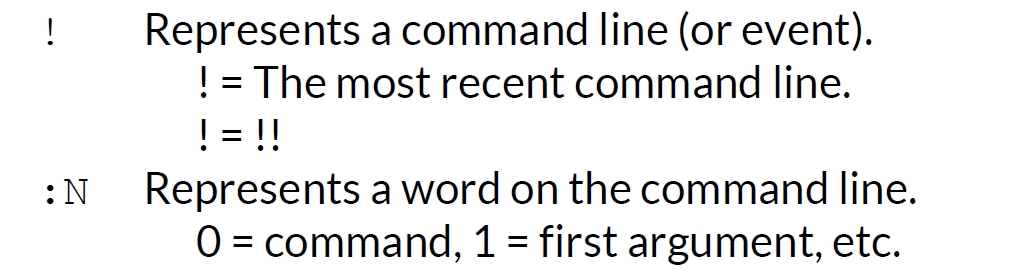 ! Represents a command line (or event).
! = The most recent command line.
! = !!
:N Represents a word on the command line.
0 = command, 1 = first argument, etc.